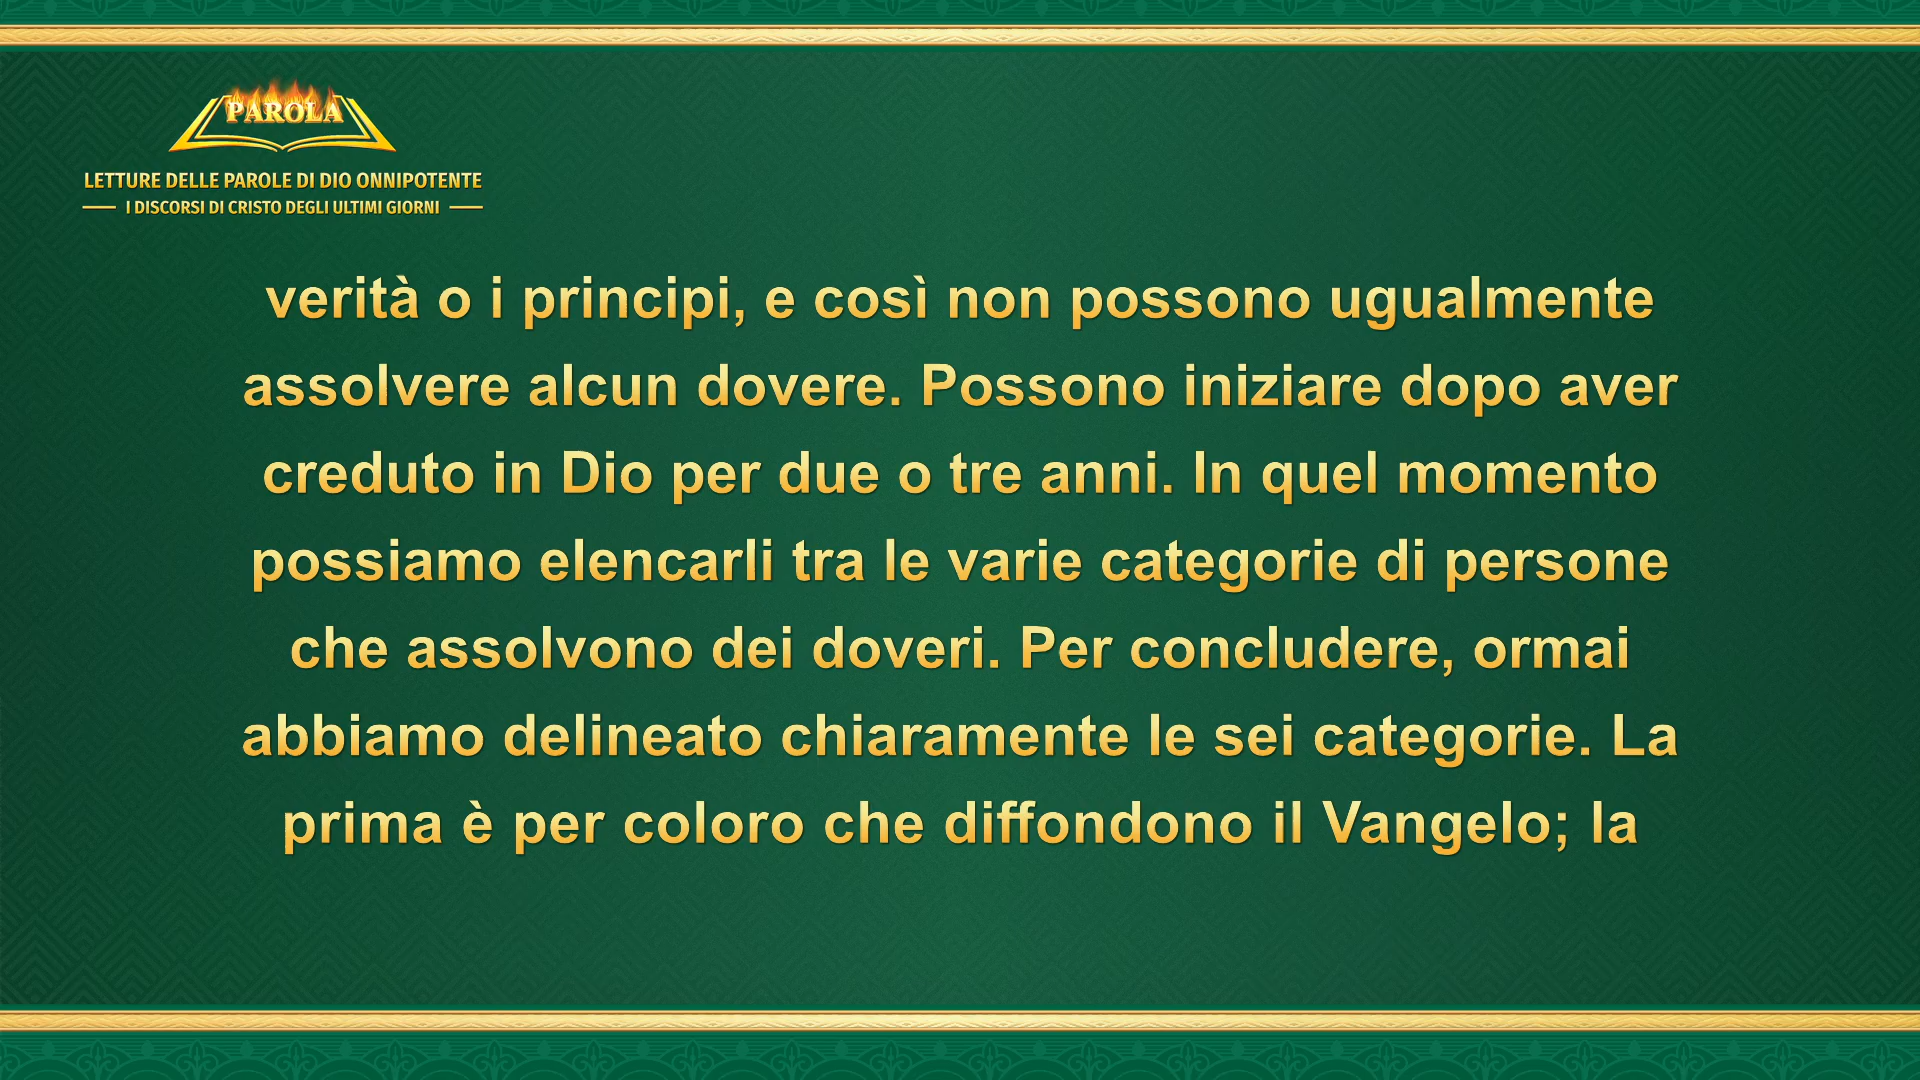 PAROLA
LETTURE DELLE PAROLE DI DIO ONNIPOTENTE
I DISCORSI DI CRISTO DEGLI ULTIMI GIORNI
verità o i principi, e così non possono ugualmente
assolvere alcun dovere. Possono iniziare dopo aver
creduto in Dio per due o tre anni. In quel momento
possiamo elencarli tra le varie categorie di persone
che assolvono dei doveri. Per concludere, ormai
abbiamo delineato chiaramente le sei categorie. La
prima è per coloro che diffondono il Vangelo; la